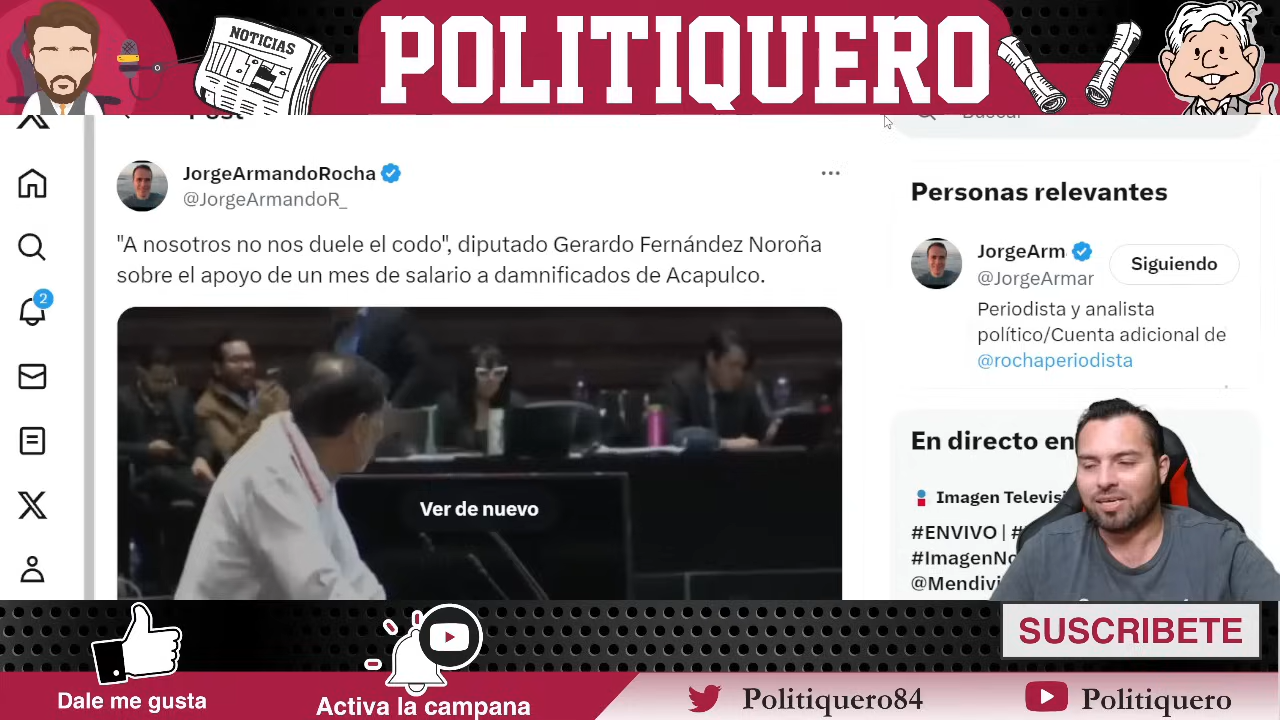 NOTICIAS
POLITIQUERO
Post
Buscar
JorgeArmandoRocha
@JorgeArmandoR_
"A nosotros no nos duele el codo", diputado Gerardo Fernández Noroña
sobre el apoyo de un mes de salario a damnificados de Acapulco.
Ver de nuevo
2
Personas relevantes
JorgeArm
@JorgeArmar
Siguiendo
Periodista y analista
político/Cuenta adicional de
@rochaperiodista
En directo en
Imagen Televisi
#ENVIVO | #
#ImagenNo
@Mendivi
SUSCRIBETE
Dale me gusta
Activa la campana
Politiquero84
Politiquero